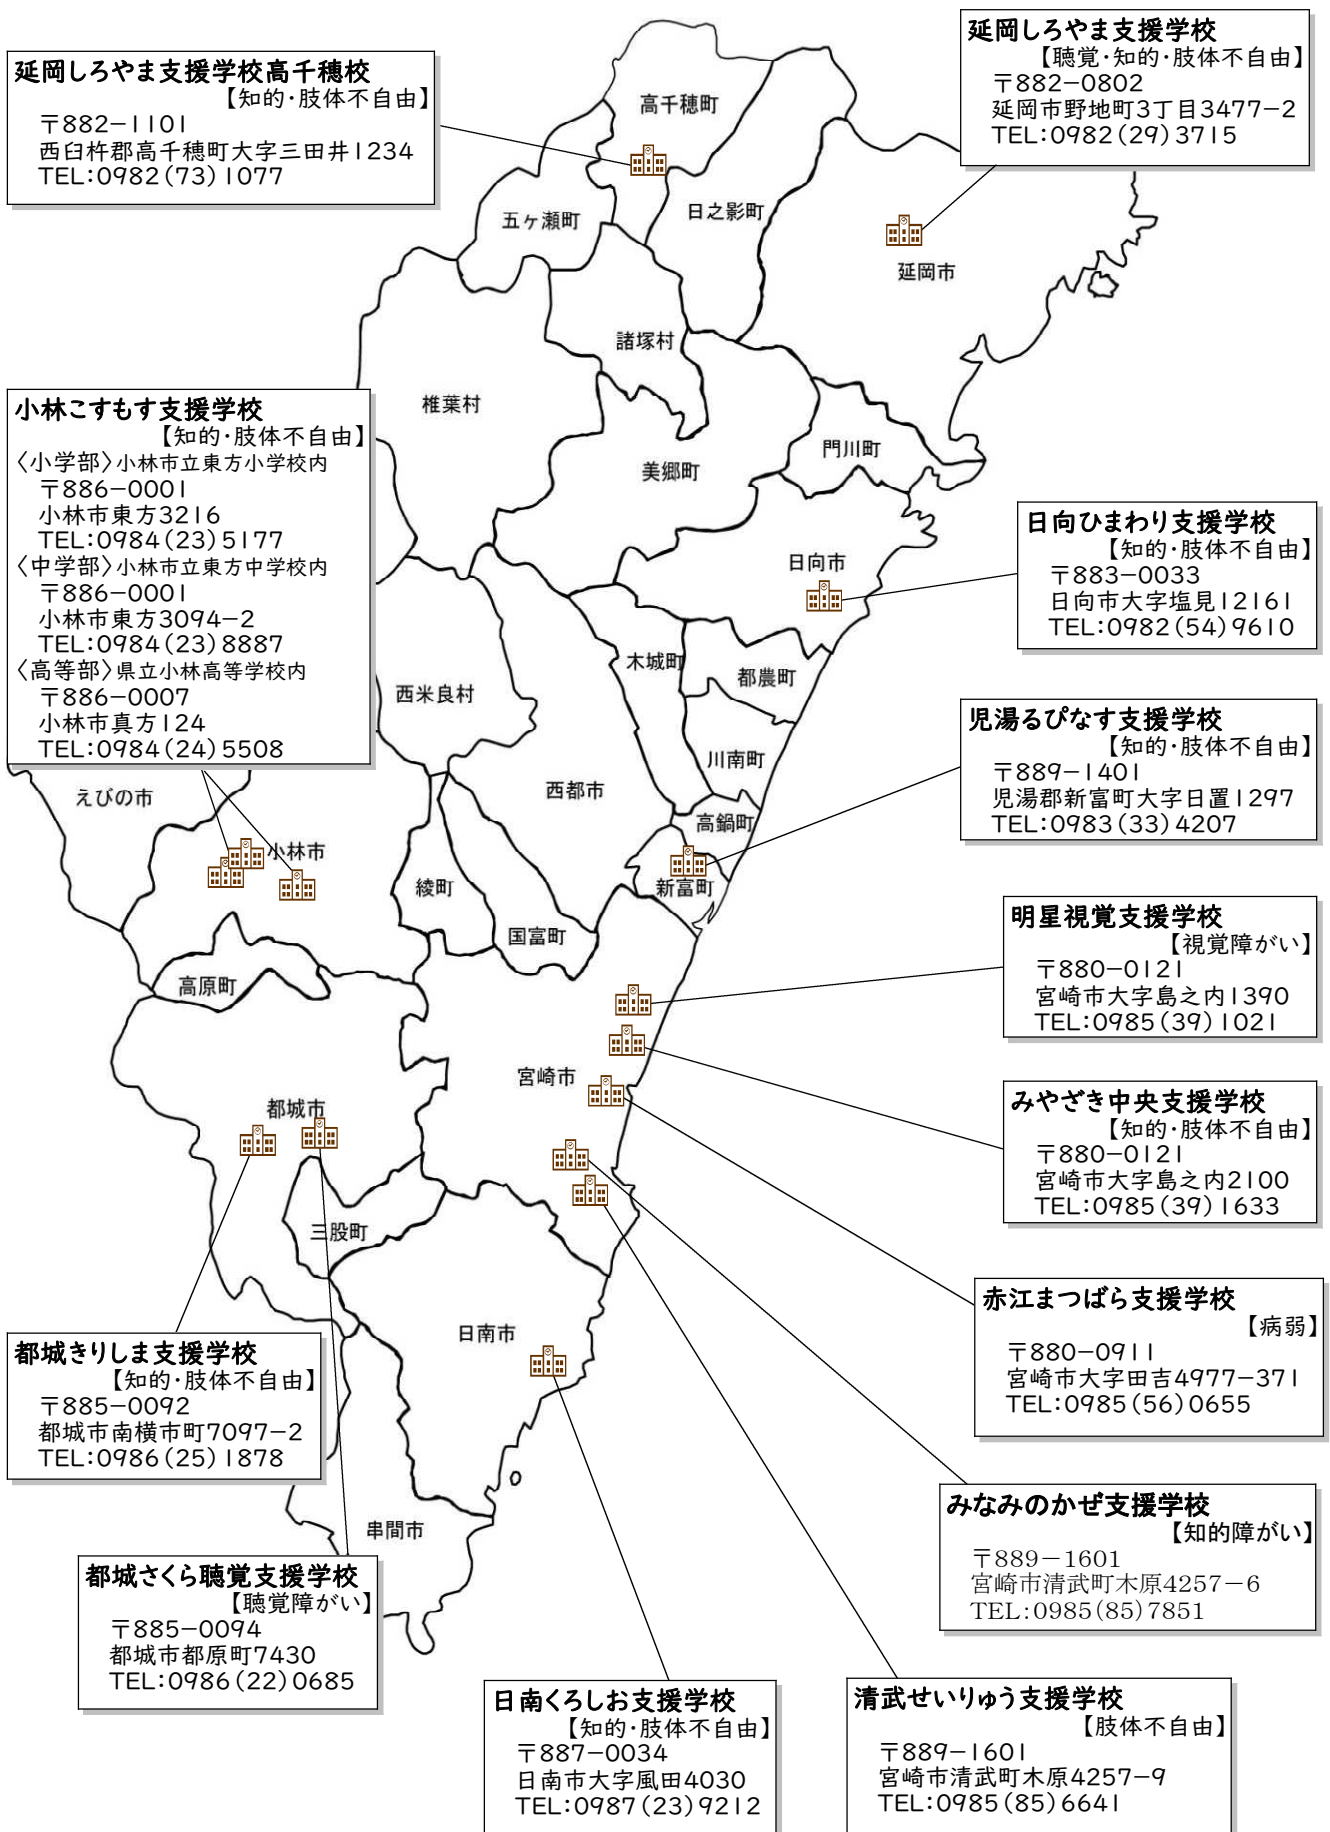 延岡しろやま支援学校高千穂校
【知的・肢体不自由】
〒882-1101
西臼杵郡高千穂町大字三田井1234
TEL:0982(73)1077
延岡しろやま支援学校
【聴覚・知的・肢体不自由】
〒882-0802
延岡市野地町3丁目3477-2
TEL:0982(29)3715
高千穂町
日之影町
五ヶ瀬町
延岡市
諸塚村
椎葉村
美郷町
門川町
日向市
木城町
都農町
西米良村
川南町
西都市
高鍋町
新富町
えびの市
小林市
綾町
国富町
高原町
宮崎市
都城市
三股町
日南市
串間市
小林こすもす支援学校
【知的・肢体不自由】
〈小学部〉小林市立東方小学校内
〒886-0001
小林市東方3216
TEL:0984(23)5177
〈中学部〉小林市立東方中学校内
〒886-0001
小林市東方3094-2
TEL:0984(23)8887
〈高等部〉県立小林高等学校内
〒886-0007
小林市真方124
TEL:0984(24)5508
日向ひまわり支援学校
【知的・肢体不自由】
〒883-0033
日向市大字塩見12161
TEL:0982(54)9610
児湯るぴなす支援学校
【知的・肢体不自由】
〒889-1401
児湯郡新富町大字日置1297
TEL:0983(33)4207
明星視覚支援学校
【視覚障がい】
〒880-0121
宮崎市大字島之内1390
TEL:0985(39)1021
みやざき中央支援学校
【知的・肢体不自由】
〒880-0121
宮崎市大字島之内2100
TEL:0985(39)1633
赤江まつばら支援学校
【病弱】
〒880-0911
宮崎市大字田吉4977-371
TEL:0985(56)0655
みなみのかぜ支援学校
【知的障がい】
〒889-1601
宮崎市清武町木原4257-6
TEL:0985(85)7851
清武せいりゅう支援学校
【肢体不自由】
〒889-1601
宮崎市清武町木原4257-9
TEL:0985(85)6641
都城きりしま支援学校
【知的・肢体不自由】
〒885-0092
都城市南横市町7097-2
TEL:0986(25)1878
都城さくら聴覚支援学校
【聴覚障がい】
〒885-0094
都城市都原町7430
TEL:0986(22)0685
日南くろしお支援学校
【知的・肢体不自由】
〒887-0034
日南市大字風田4030
TEL:0987(23)9212